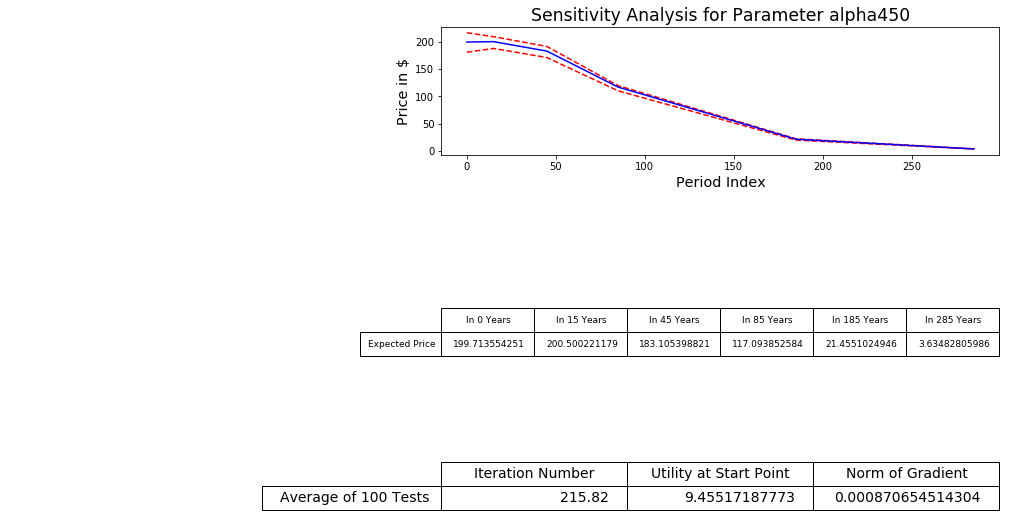 Sensitivity Analysis for Parameter alpha450
Price in $
200
150
100
50
0
0 50 100 150 200 250
Period Index
In 0 Years In 15 Years In 45 Years In 85 Years In 185 Years In 285 Years
Expected Price 199.713554251 200.500221179 183.105398821 117.093852584 21.4551024946 3.63482805986
Iteration Number Utility at Start Point Norm of Gradient
Average of 100 Tests 215.82 9.45517187773 0.000870654514304